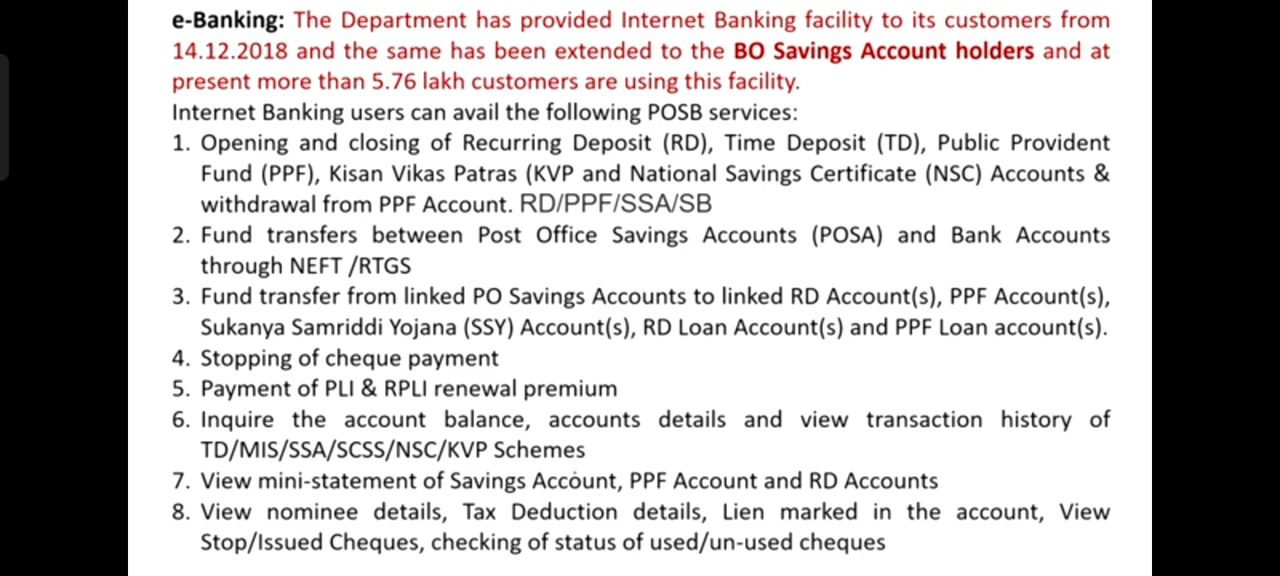 e-Banking: The Department has provided Internet Banking facility to its customers from
14.12.2018 and the same has been extended to the BO Savings Account holders and at
present more than 5.76 lakh customers are using this facility.
Internet Banking users can avail the following POSB services:
1. Opening and closing of Recurring Deposit (RD), Time Deposit (TD), Public Provident
Fund (PPF), Kisan Vikas Patras (KVP and National Savings Certificate (NSC) Accounts &
withdrawal from PPF Account. RD/PPF/SSA/SB
2. Fund transfers between Post Office Savings Accounts (POSA) and Bank Accounts
through NEFT /RTGS
3. Fund transfer from linked PO Savings Accounts to linked RD Account(s), PPF Account(s),
Sukanya Samriddi Yojana (SSY) Account(s), RD Loan Account(s) and PPF Loan account(s).
4. Stopping of cheque payment
5. Payment of PLI & RPLI renewal premium
6. Inquire the account balance, accounts details and view transaction history of
TD/MIS/SSA/SCSS/NSC/KVP Schemes
7. View mini-statement of Savings Account, PPF Account and RD Accounts
8. View nominee details, Tax Deduction details, Lien marked in the account, View
Stop/Issued Cheques, checking of status of used/un-used cheques